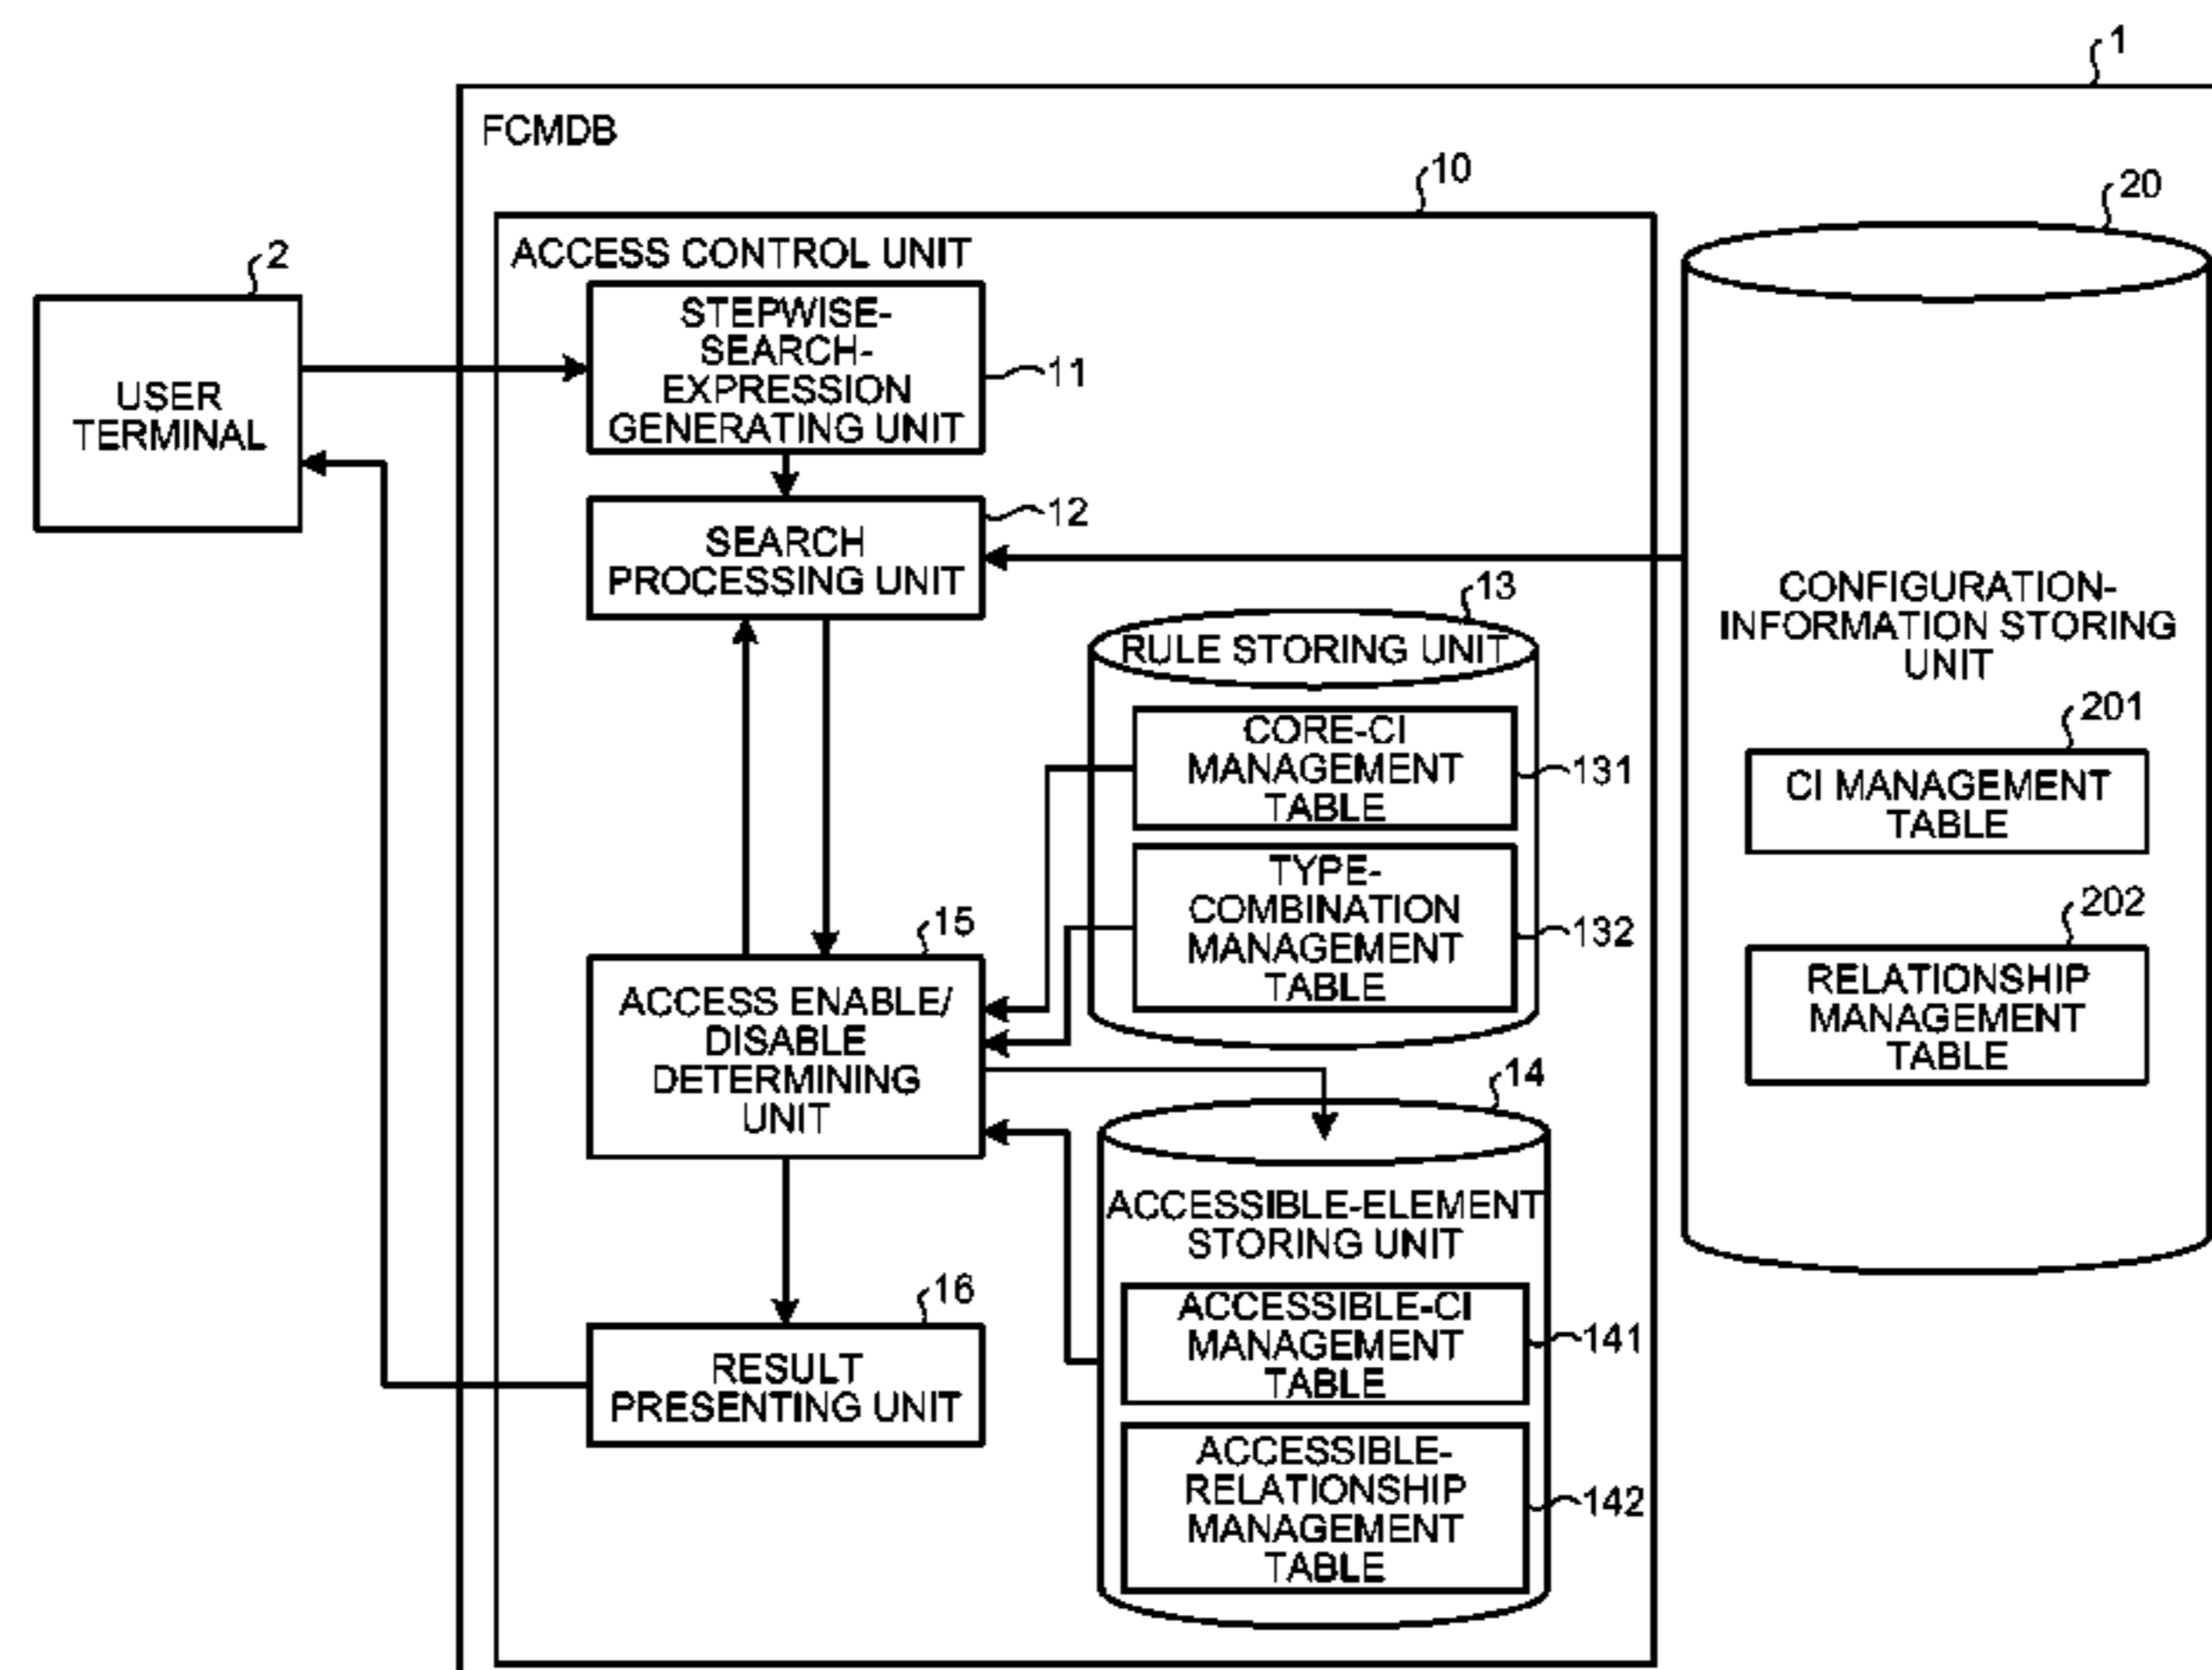 1
FCMDB
10
20
ACCESS CONTROL UNIT
2
USER
TERMINAL
STEPWISE-
SEARCH-
EXPRESSION
GENERATING UNIT
11
12
SEARCH
PROCESSING UNIT
13
RULE STORING UNIT
CORE-CI
MANAGEMENT
TABLE
131
TYPE-
COMBINATION
MANAGEMENT
TABLE
132
CONFIGURATION-
INFORMATION STORING
UNIT
201
CI MANAGEMENT
TABLE
202
RELATIONSHIP
MANAGEMENT
TABLE
15
ACCESS ENABLE/
DISABLE
DETERMINING
UNIT
14
ACCESSIBLE-ELEMENT
STORING UNIT
ACCESSIBLE-CI
MANAGEMENT
TABLE
141
ACCESSIBLE-
RELATIONSHIP
MANAGEMENT
TABLE
142
16
RESULT
PRESENTING UNIT